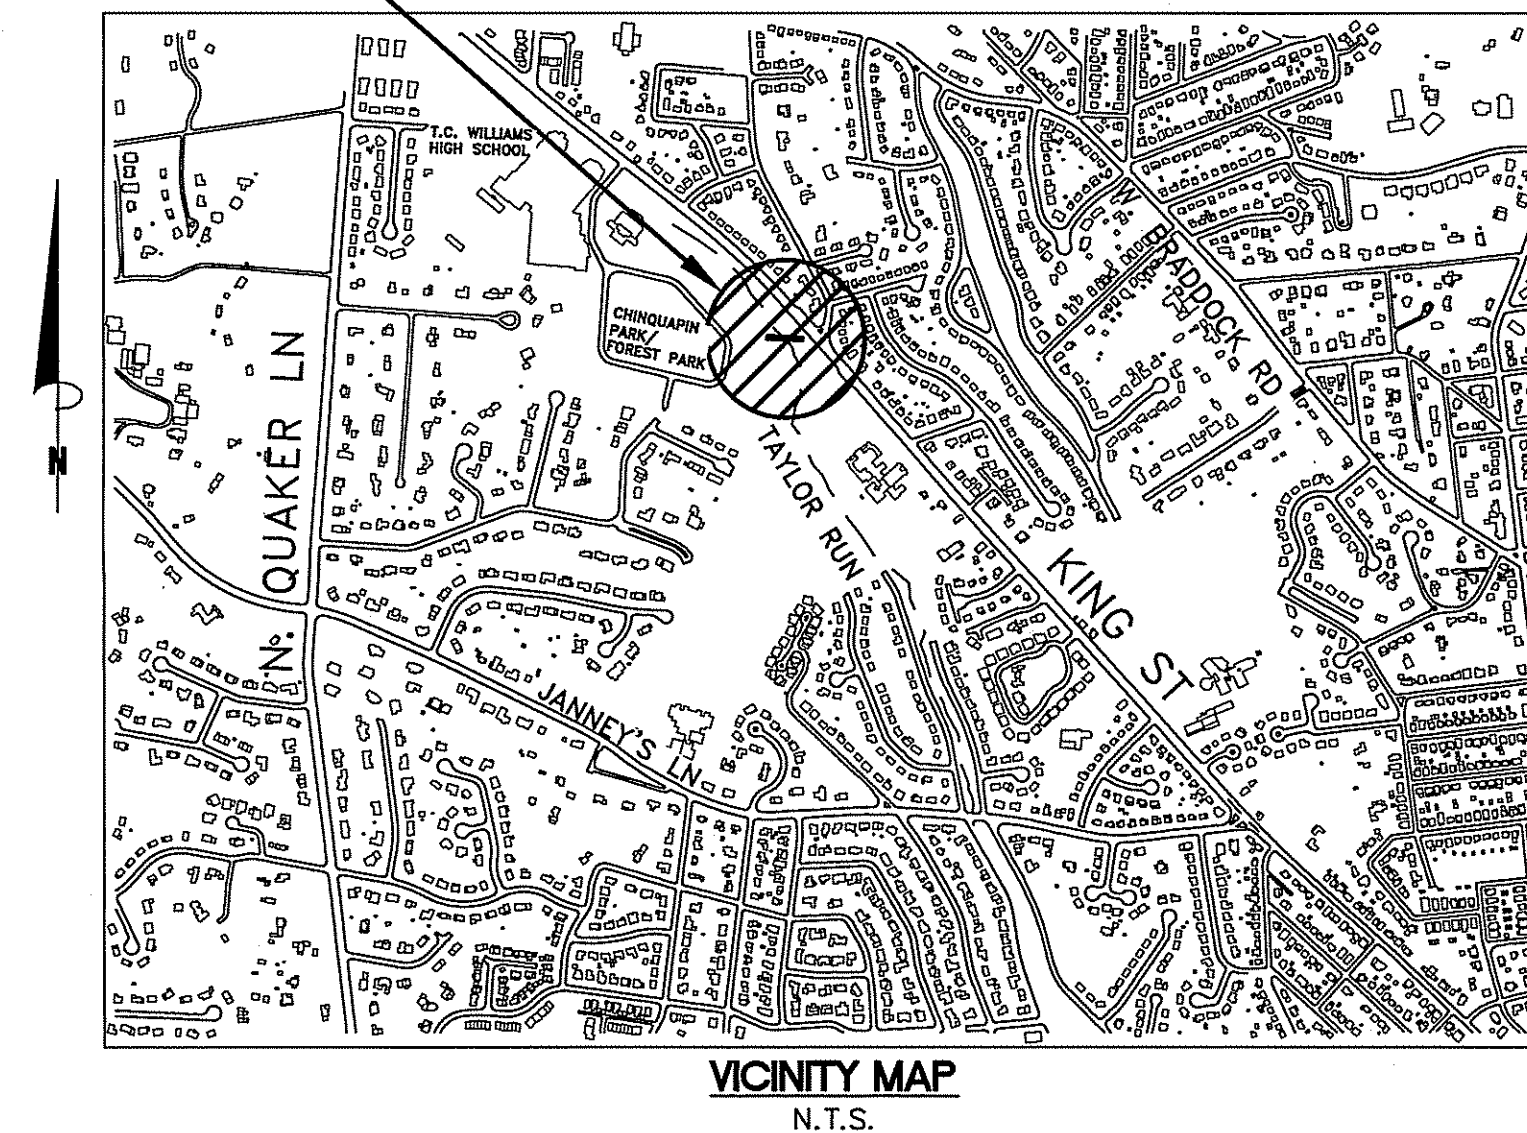 T.C. WILLIAMS
HIGH SCHOOL
W BRADDOCK RD
CHINQUAPIN
PARK/
FOREST PARK
N. QUAKER LN
N
TAYLOR RUN
KING ST
JANNEY'S LN
VICINITY MAP
N.T.S.